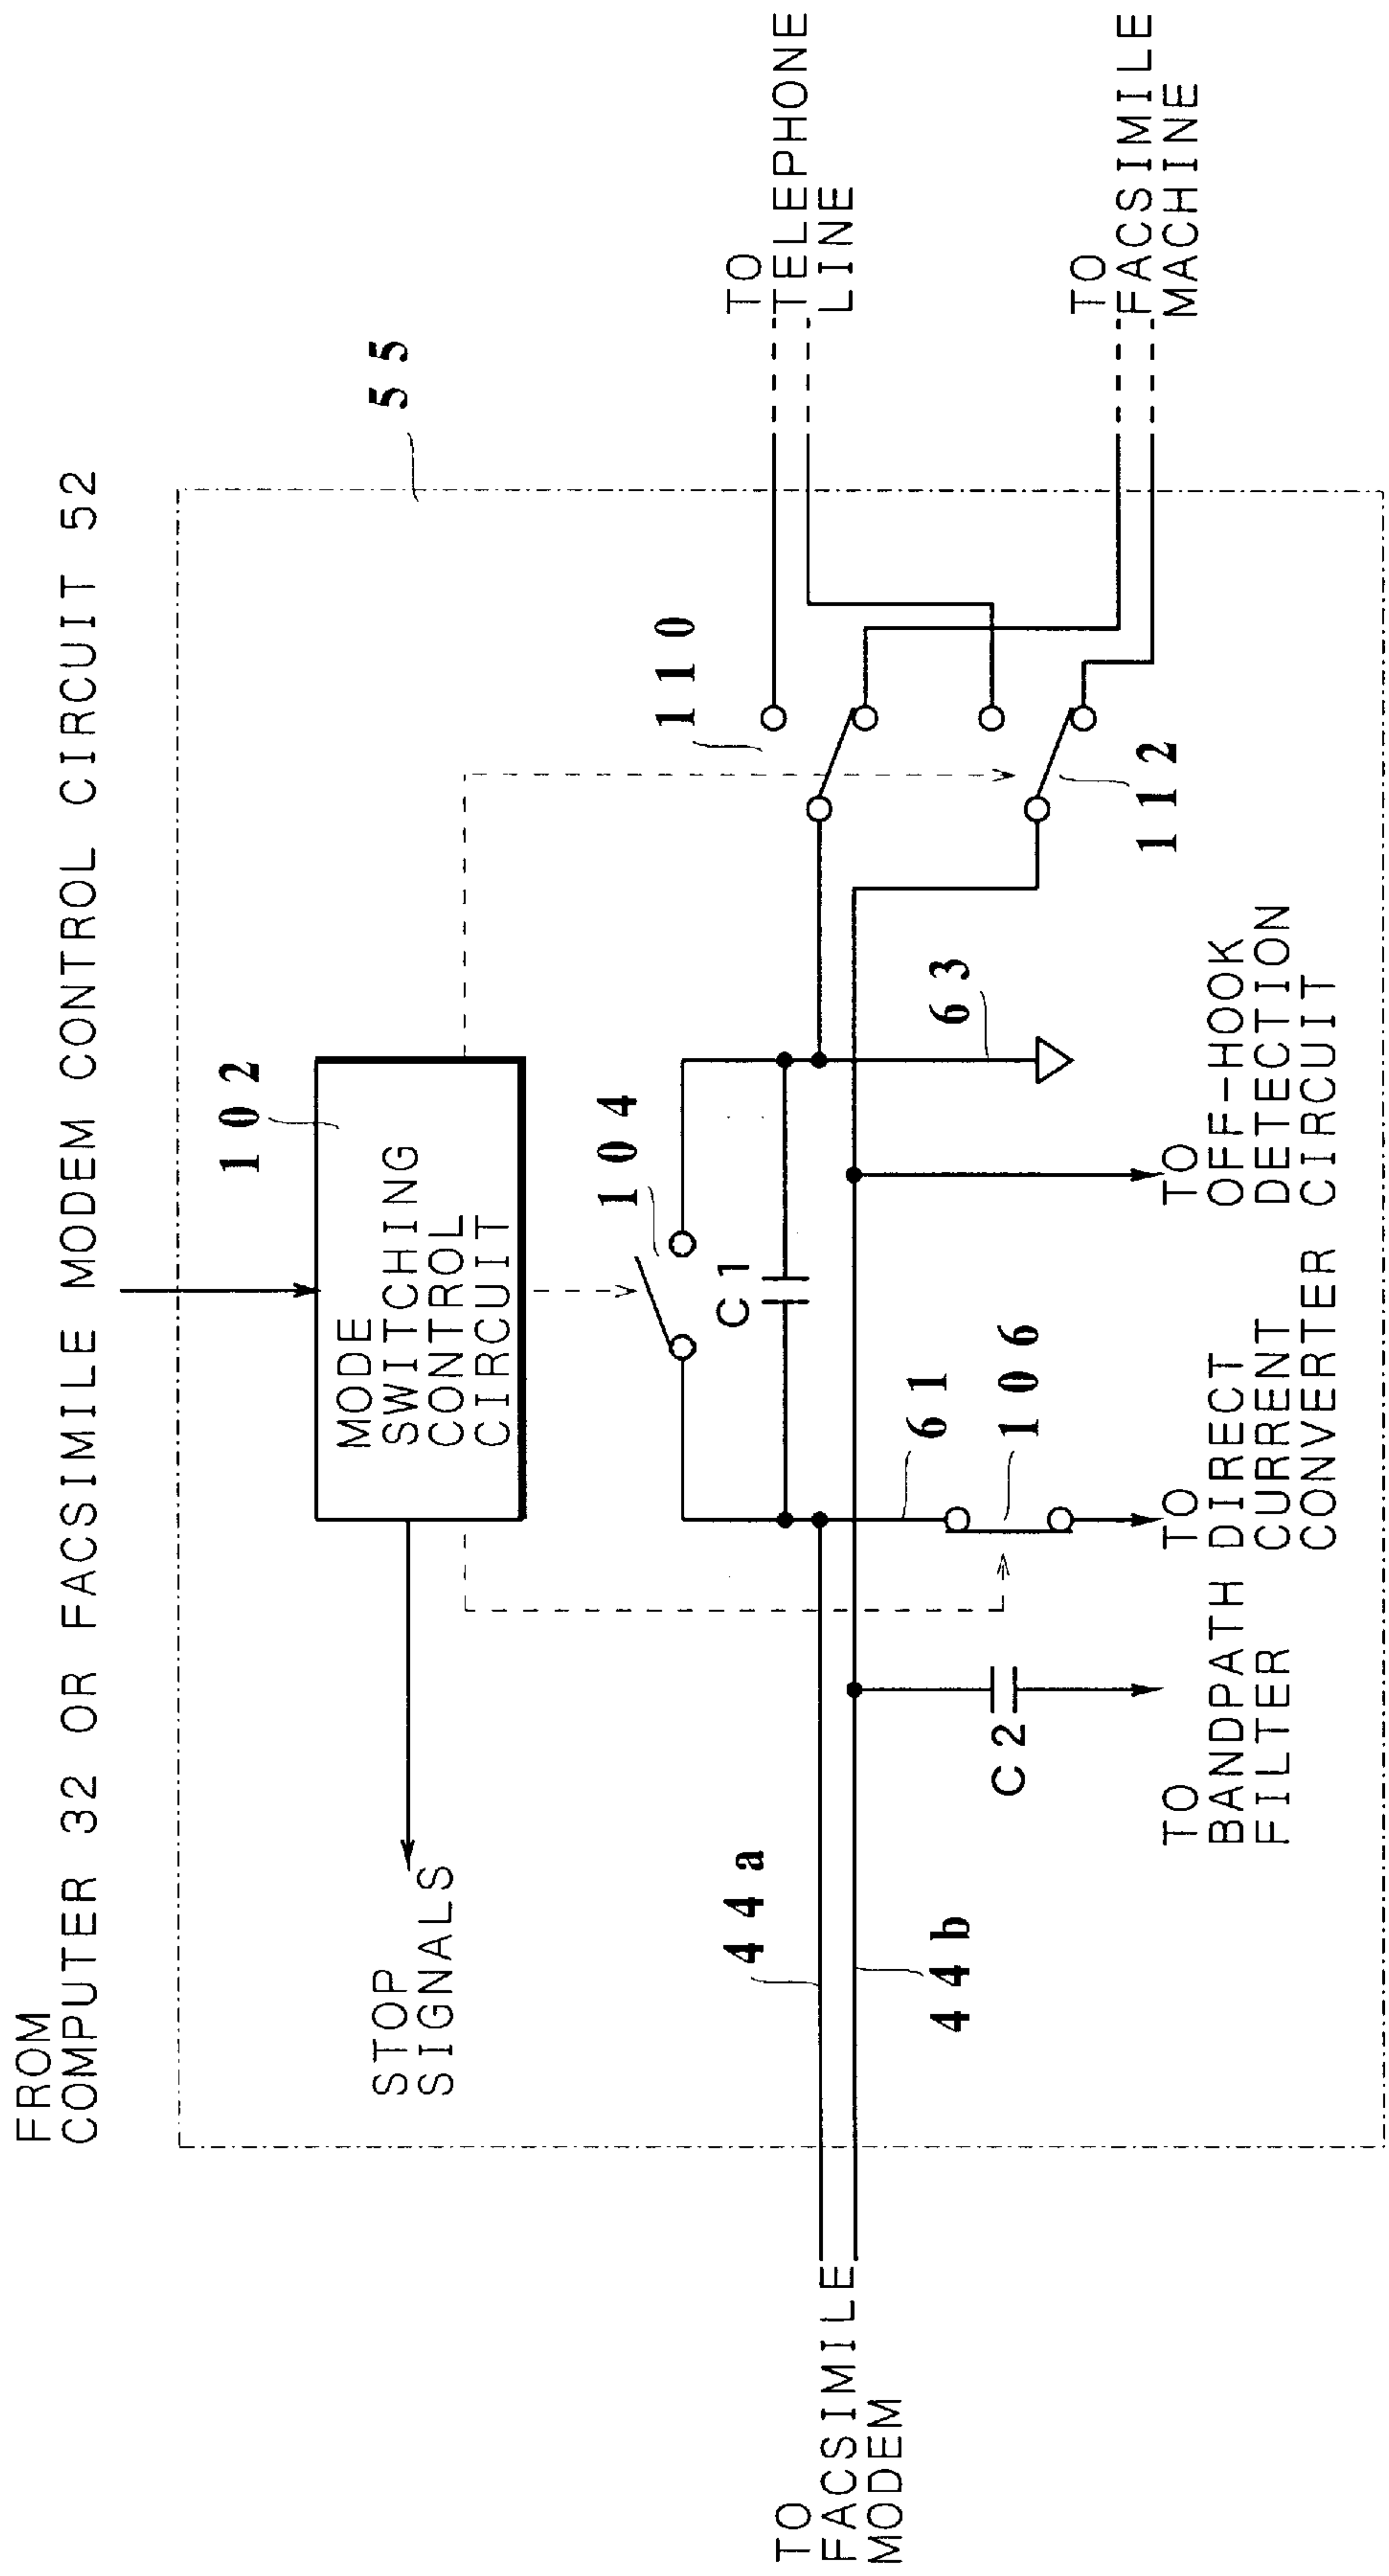 FROM
COMPUTER 32 OR FACSIMILE MODEM CONTROL CIRCUIT 52
55
102
MODE
SWITCHING
CONTROL
CIRCUIT
STOP
SIGNALS
104
C1
110
TO
TELEPHONE
LINE
44a
44b
61
106
63
112
TO
FACSIMILE
MACHINE
C2
TO
FACSIMILE
MODEM
TO
BANDPATH
FILTER
TO
DIRECT
CURRENT
CONVERTER CIRCUIT
TO
OFF-HOOK
DETECTION
CIRCUIT